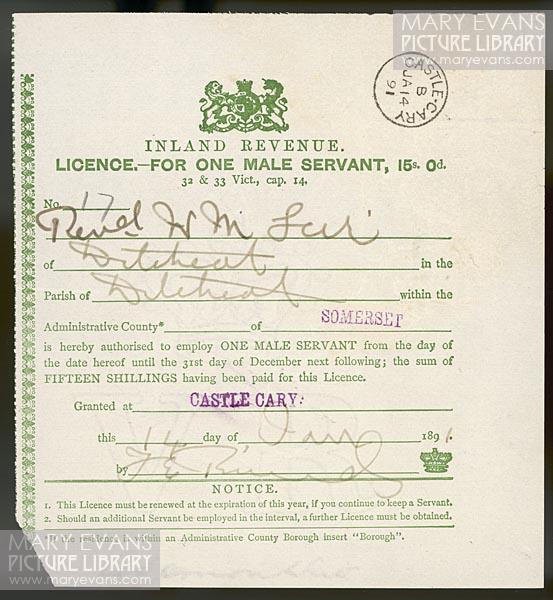 MARY EVANS
PICTURE LIBRARY
www.maryevans.com
CASTLE-CARY
B
JA 14
91
INLAND REVENUE.
LICENCE.—FOR ONE MALE SERVANT, 15s. 0d.
32 & 33 Vict., cap. 14.
No. 17
Revd W M
of Ditcheat in the
Parish of Ditcheat within the
Administrative County* of SOMERSET
is hereby authorised to employ ONE MALE SERVANT from the day of
the date hereof until the 31st day of December next following; the sum of
FIFTEEN SHILLINGS having been paid for this Licence.
Granted at CASTLE CARY.
this 14 day of Jany 1891.
by
NOTICE.
1. This Licence must be renewed at the expiration of this year, if you continue to keep a Servant.
2. Should an additional Servant be employed in the interval, a further Licence must be obtained.
*If the residence is within an Administrative County Borough insert "Borough".
MARY EVANS
PICTURE LIBRARY
www.maryevans.com